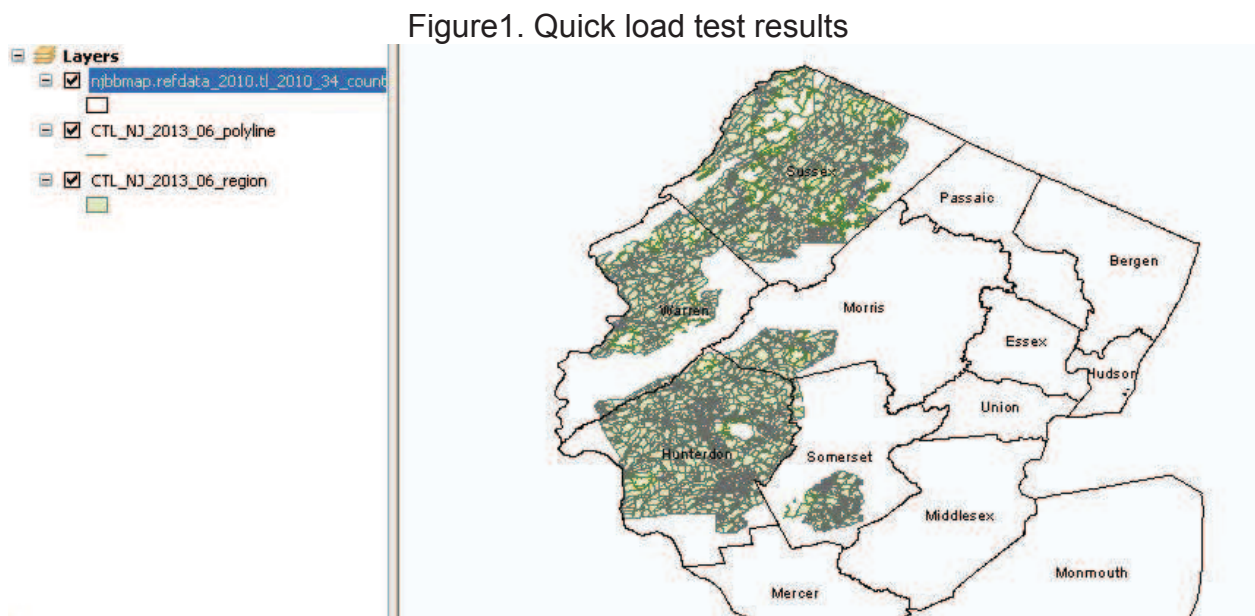 Figure1. Quick load test results
Layers
njbbmap.refdata_2010.tl_2010_34_count
CTL_NJ_2013_06_polyline
CTL_NJ_2013_06_region
Sussex
Passaic
Bergen
Warren
Morris
Essex
Hudson
Union
Hunterdon
Somerset
Middlesex
Monmouth
Mercer